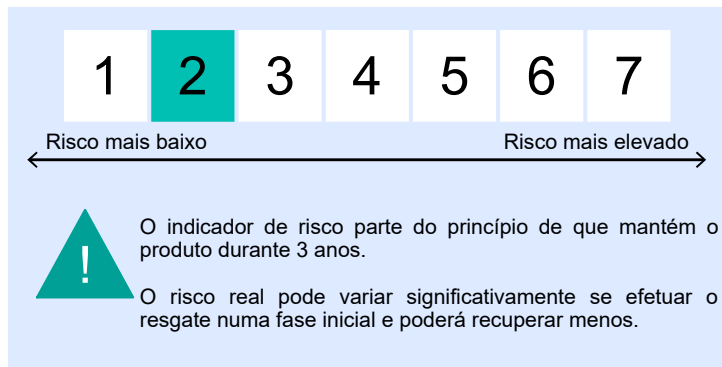 1 2 3 4 5 6 7
Risco mais baixo Risco mais elevado
! O indicador de risco parte do princípio de que mantém o
produto durante 3 anos.
O risco real pode variar significativamente se efetuar o
resgate numa fase inicial e poderá recuperar menos.